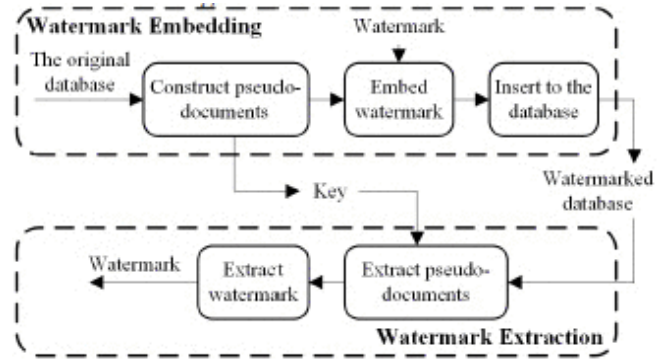 Watermark Embedding
Watermark
The original
database
Construct pseudo-
documents
Embed
watermark
Insert to the
database
Key
Watermarked
database
Watermark
Extract
watermark
Extract pseudo-
documents
Watermark Extraction